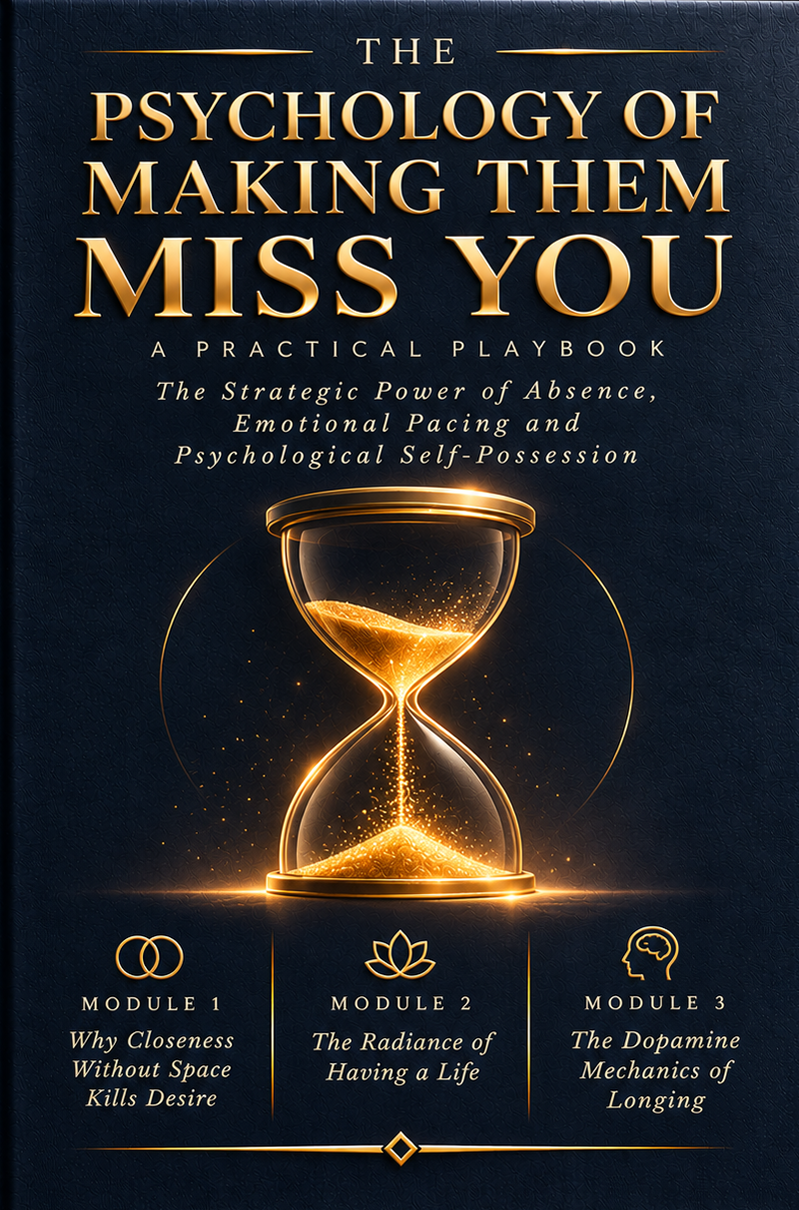 THE
PSYCHOLOGY OF
MAKING THEM
MISS YOU
A PRACTICAL PLAYBOOK
The Strategic Power of Absence,
Emotional Pacing and
Psychological Self-Possession
MODULE 1
Why Closeness
Without Space
Kills Desire
MODULE 2
The Radiance of
Having a Life
MODULE 3
The Dopamine
Mechanics of
Longing